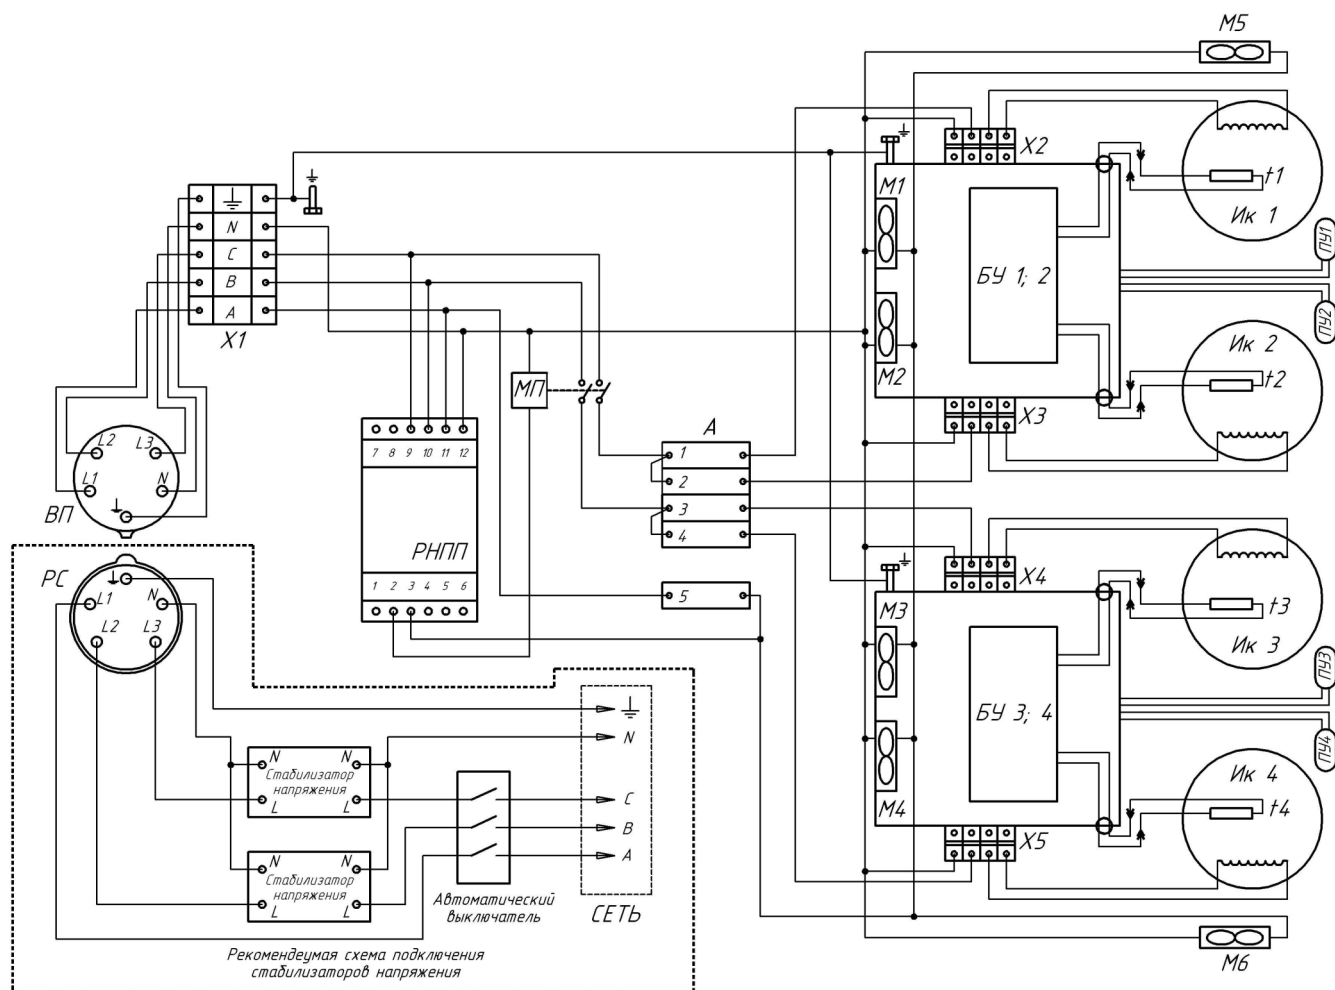 M5
X2
M1
t1
Ик 1
ПУ1
N
C
B
A
X1
БУ 1; 2
ПУ2
Ик 2
МП
M2
t2
X3
L2
L3
L1
N
ВП
7 8 9 10 11 12
A
1
2
3
4
РНПП
1 2 3 4 5 6
5
X4
M3
t3
Ик 3
РС
L1
N
L2
L3
ПУ3
БУ 3; 4
ПУ4
N
Ик 4
N N
Стабилизатор
напряжения
L L
C
M4
t4
B
X5
A
N N
Стабилизатор
напряжения
L L
Автоматический
выключатель
СЕТЬ
Рекомендеумая схема подключения
стабилизаторов напряжения
M6